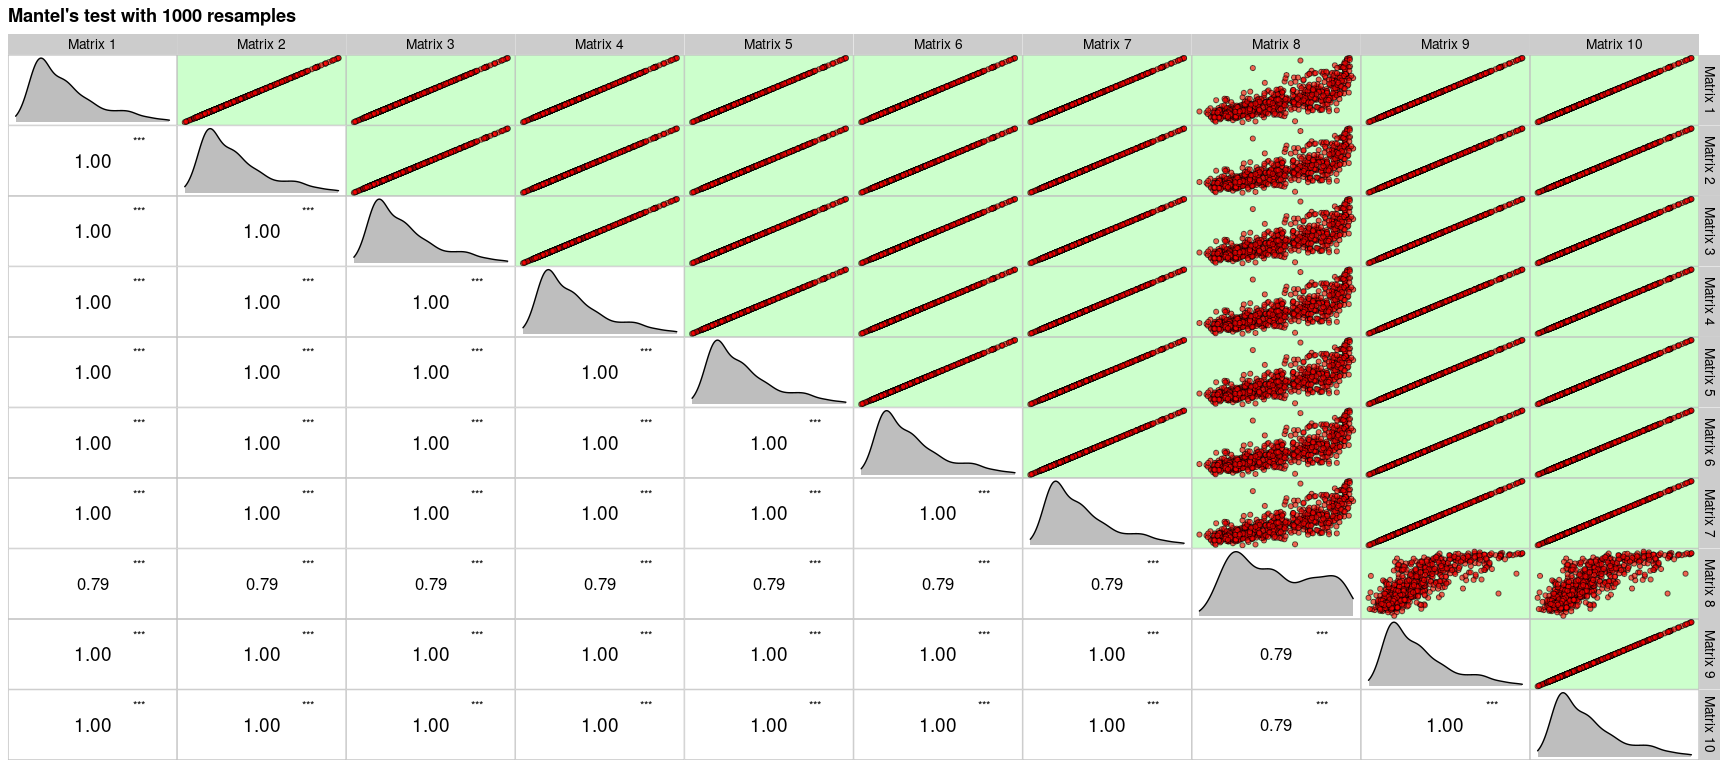 Mantel's test with 1000 resamples
Matrix 1 Matrix 2 Matrix 3 Matrix 4 Matrix 5 Matrix 6 Matrix 7 Matrix 8 Matrix 9 Matrix 10
Matrix 1
1.00 *** Matrix 2
1.00 *** 1.00 *** Matrix 3
1.00 *** 1.00 *** 1.00 *** Matrix 4
1.00 *** 1.00 *** 1.00 *** 1.00 *** Matrix 5
1.00 *** 1.00 *** 1.00 *** 1.00 *** 1.00 *** Matrix 6
1.00 *** 1.00 *** 1.00 *** 1.00 *** 1.00 *** 1.00 *** Matrix 7
0.79 *** 0.79 *** 0.79 *** 0.79 *** 0.79 *** 0.79 *** 0.79 *** Matrix 8
1.00 *** 1.00 *** 1.00 *** 1.00 *** 1.00 *** 1.00 *** 1.00 *** 0.79 *** Matrix 9
1.00 *** 1.00 *** 1.00 *** 1.00 *** 1.00 *** 1.00 *** 1.00 *** 0.79 *** 1.00 *** Matrix 10